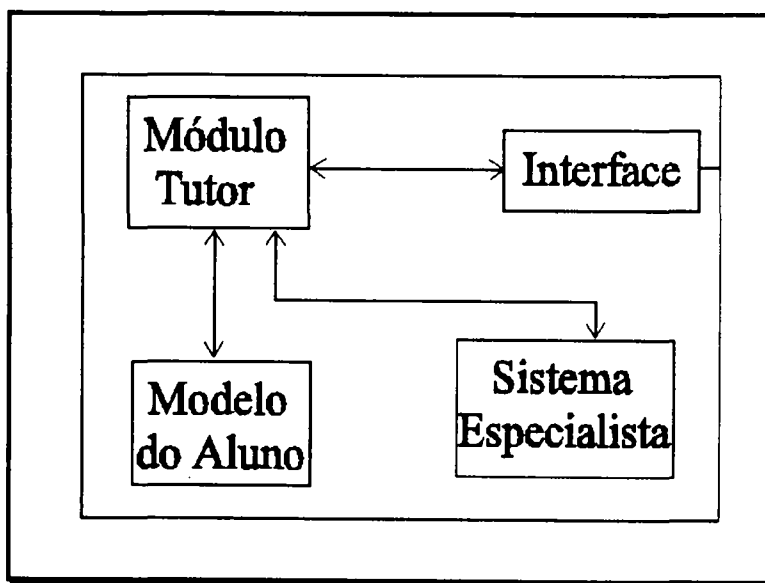 Módulo
Tutor
Interface
Modelo
do Aluno
Sistema
Especialista